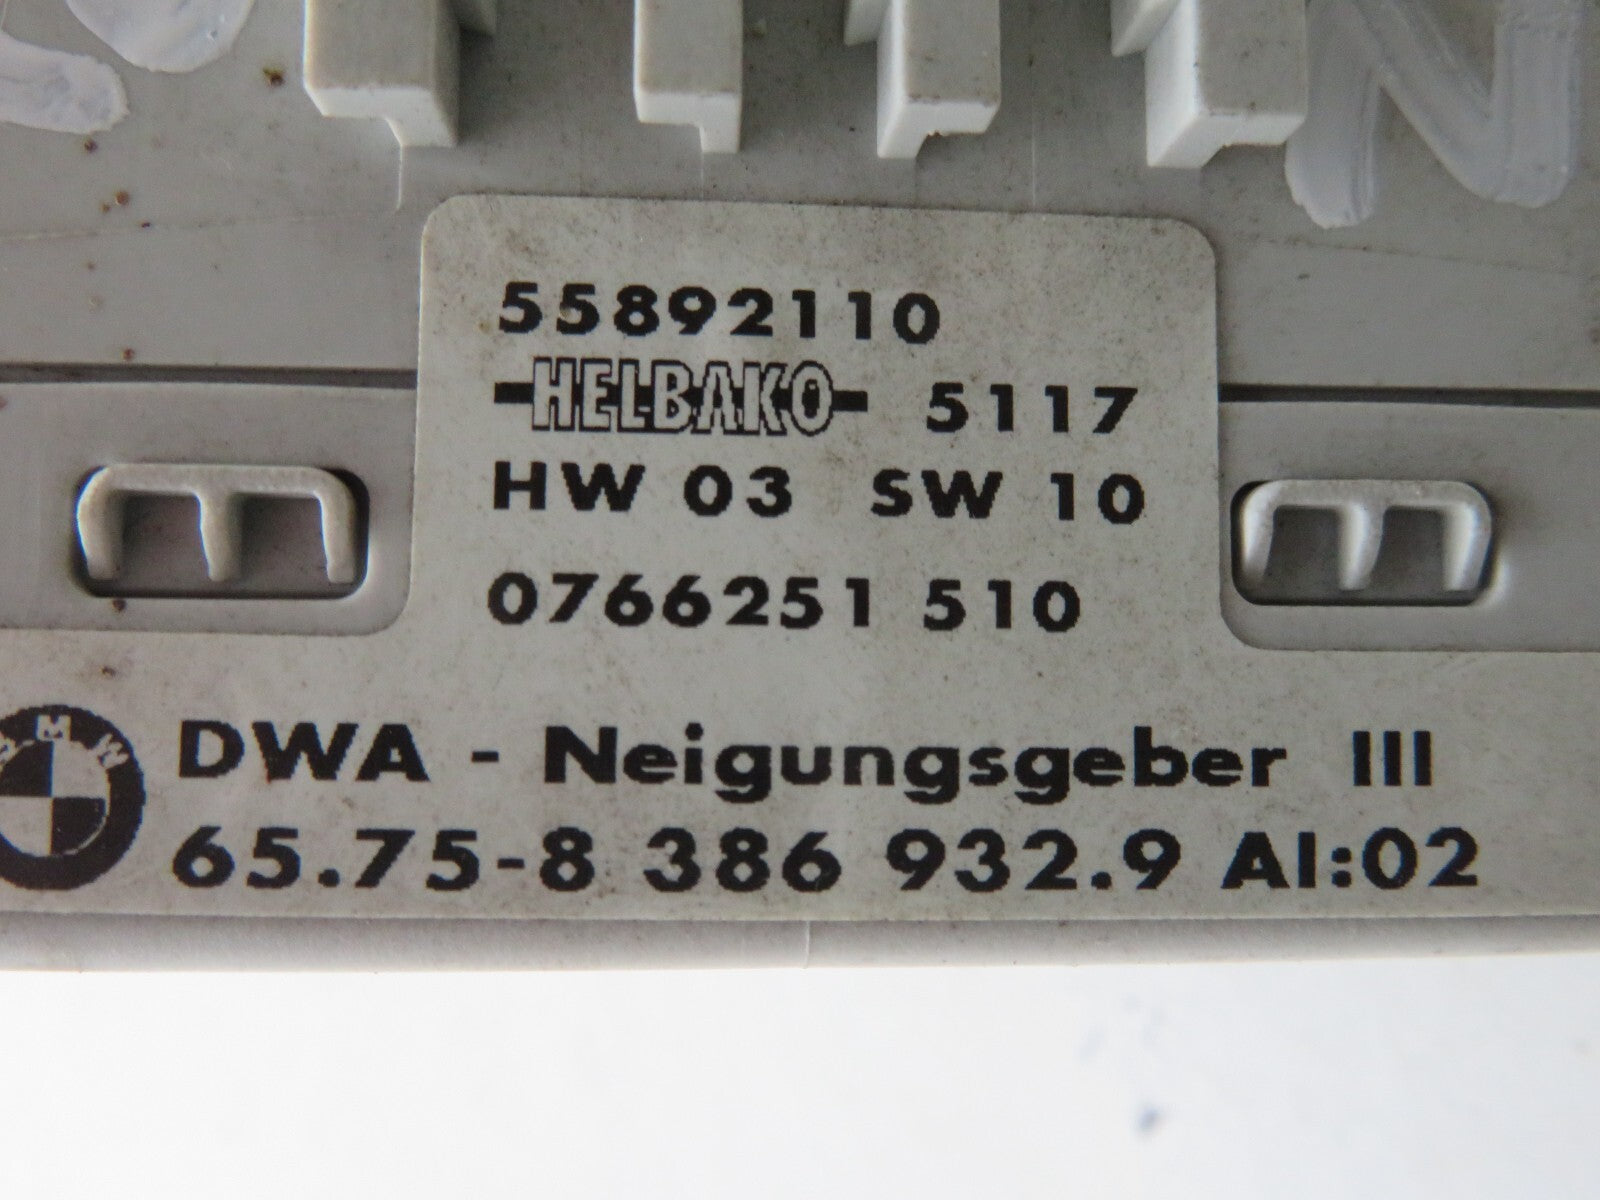 N
55892110
HELBAKO 5117
HW 03 SW 10
0766251 510
BMW
DWA - Neigungsgeber III
65.75-8 386 932.9 AI:02